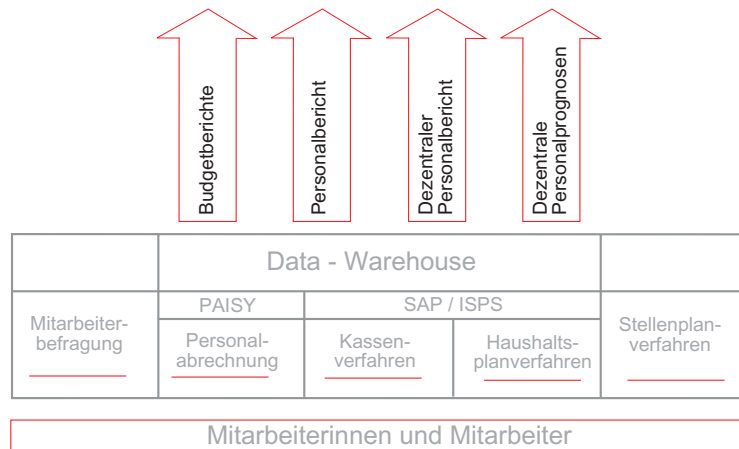 Budgetberichte
Personalbericht
Dezentraler
Personalbericht
Dezentrale
Personalprognosen
Data - Warehouse
PAISY
SAP / ISPS
Mitarbeiter-
befragung
Personal-
abrechnung
Kassen-
verfahren
Haushalts-
planverfahren
Stellenplan-
verfahren
Mitarbeiterinnen und Mitarbeiter